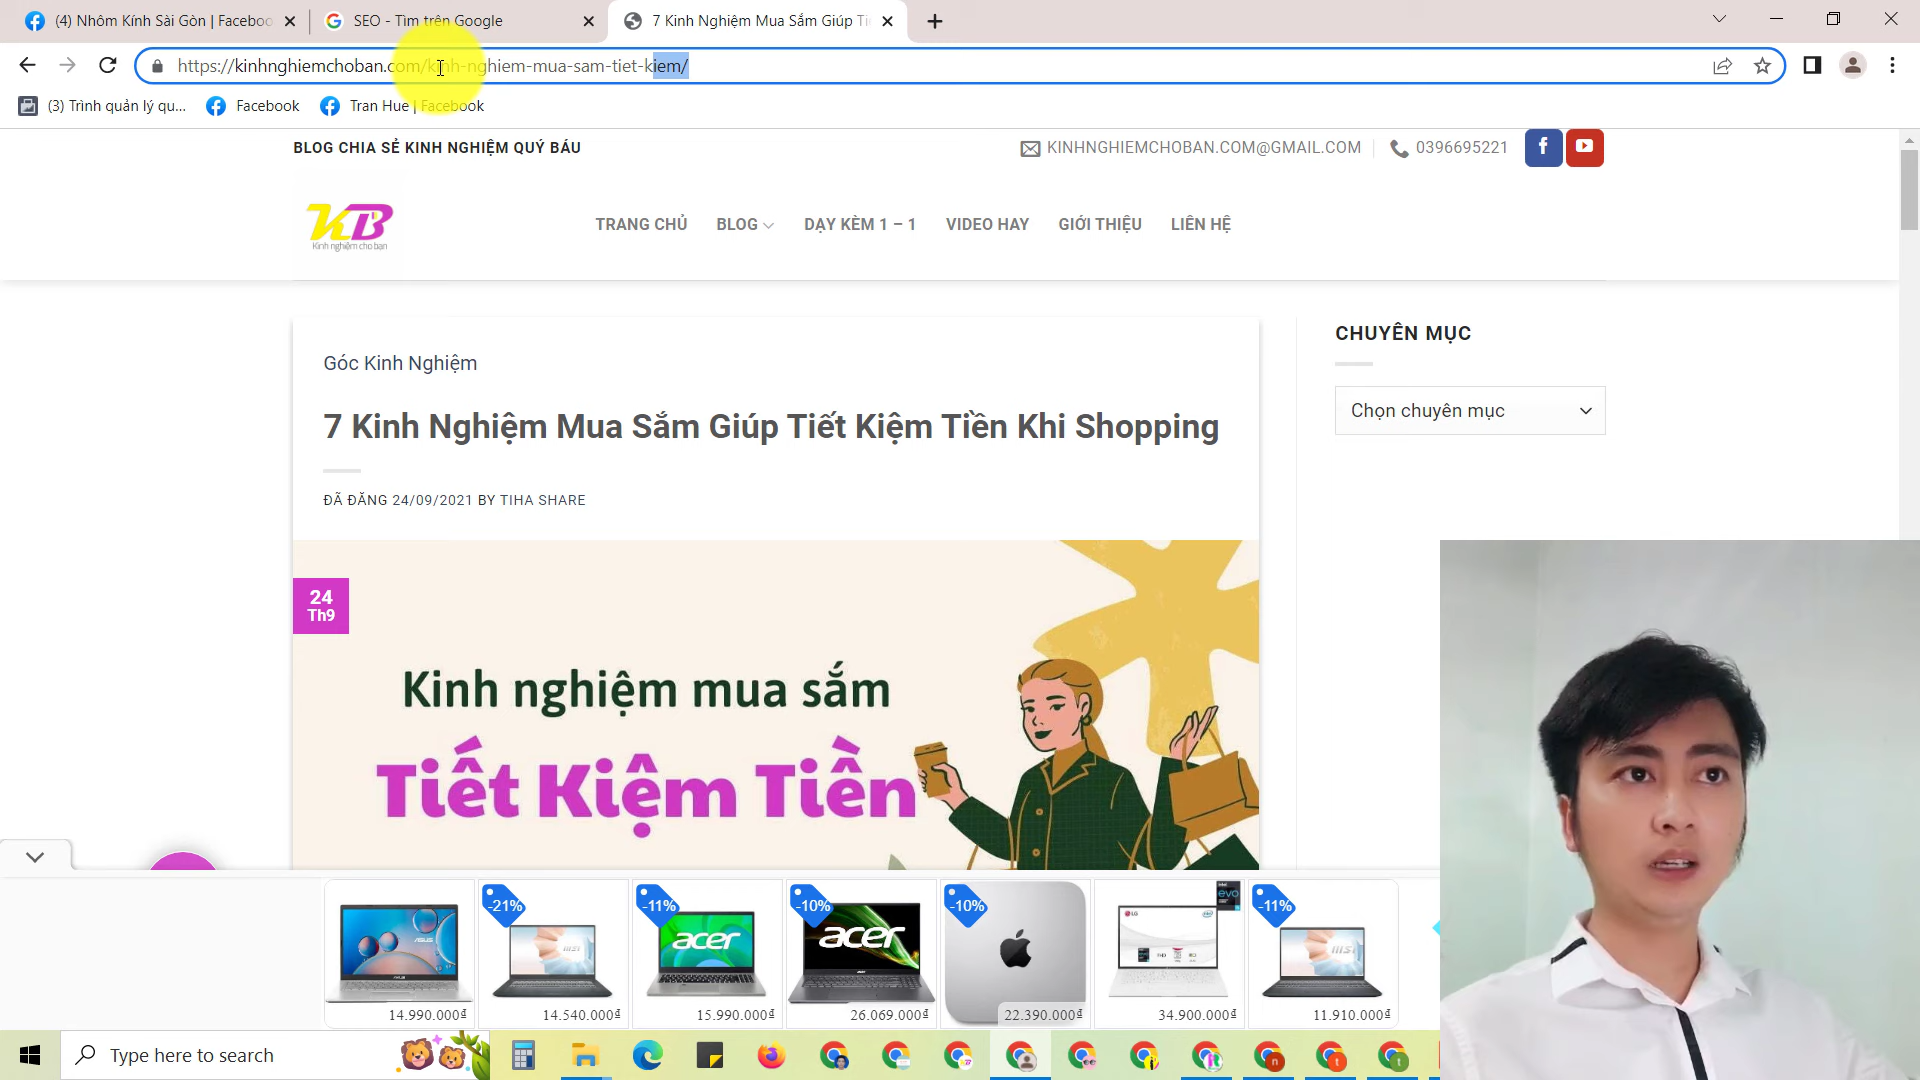 (4) Nhôm Kính Sài Gòn | Faceboo
SEO - Tìm trên Google
7 Kinh Nghiệm Mua Sắm Giúp Ti
https://kinhnghiemchoban.com/kinh-nghiem-mua-sam-tiet-kiem/
(3) Trình quản lý qu...
Facebook
Tran Hue | Facebook
BLOG CHIA SẺ KINH NGHIỆM QUÝ BÁU
KINHNGHIEMCHOBAN.COM@GMAIL.COM
0396695221
KB
Kinh nghiệm cho bạn
TRANG CHỦ
BLOG
DẠY KÈM 1 – 1
VIDEO HAY
GIỚI THIỆU
LIÊN HỆ
Góc Kinh Nghiệm
7 Kinh Nghiệm Mua Sắm Giúp Tiết Kiệm Tiền Khi Shopping
ĐÃ ĐĂNG 24/09/2021 BY TIHA SHARE
CHUYÊN MỤC
Chọn chuyên mục
24
Th9
Kinh nghiệm mua sắm
Tiết Kiệm Tiền
-21%
-11%
-10%
-10%
-11%
ASUS
msi
acer
acer
LG
evo
msi
14.990.000₫
14.540.000₫
15.990.000₫
26.069.000₫
22.390.000₫
34.900.000₫
11.910.000₫
Type here to search